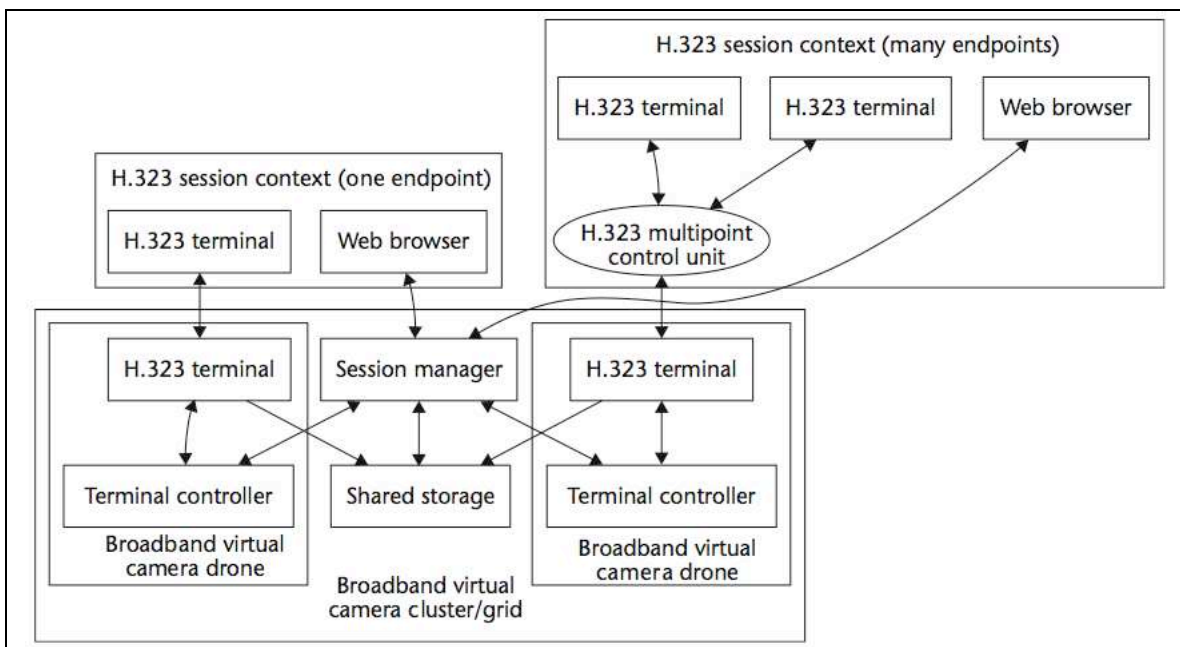 H.323 session context (many endpoints)
H.323 terminal
H.323 terminal
Web browser
H.323 session context (one endpoint)
H.323 terminal
Web browser
H.323 multipoint
control unit
H.323 terminal
Session manager
H.323 terminal
Terminal controller
Shared storage
Terminal controller
Broadband virtual
camera drone
Broadband virtual
camera drone
Broadband virtual
camera cluster/grid